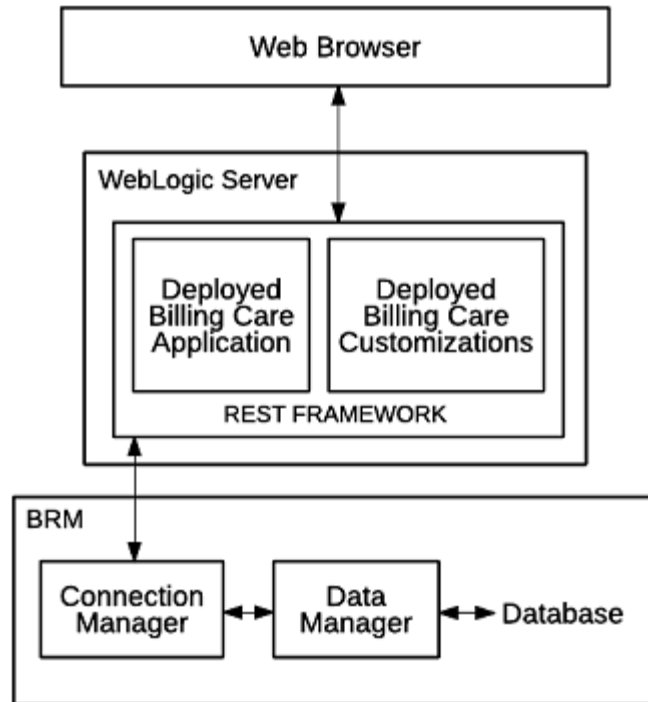 Web Browser
WebLogic Server
Deployed
Billing Care
Application
Deployed
Billing Care
Customizations
REST FRAMEWORK
BRM
Connection
Manager
Data
Manager
Database